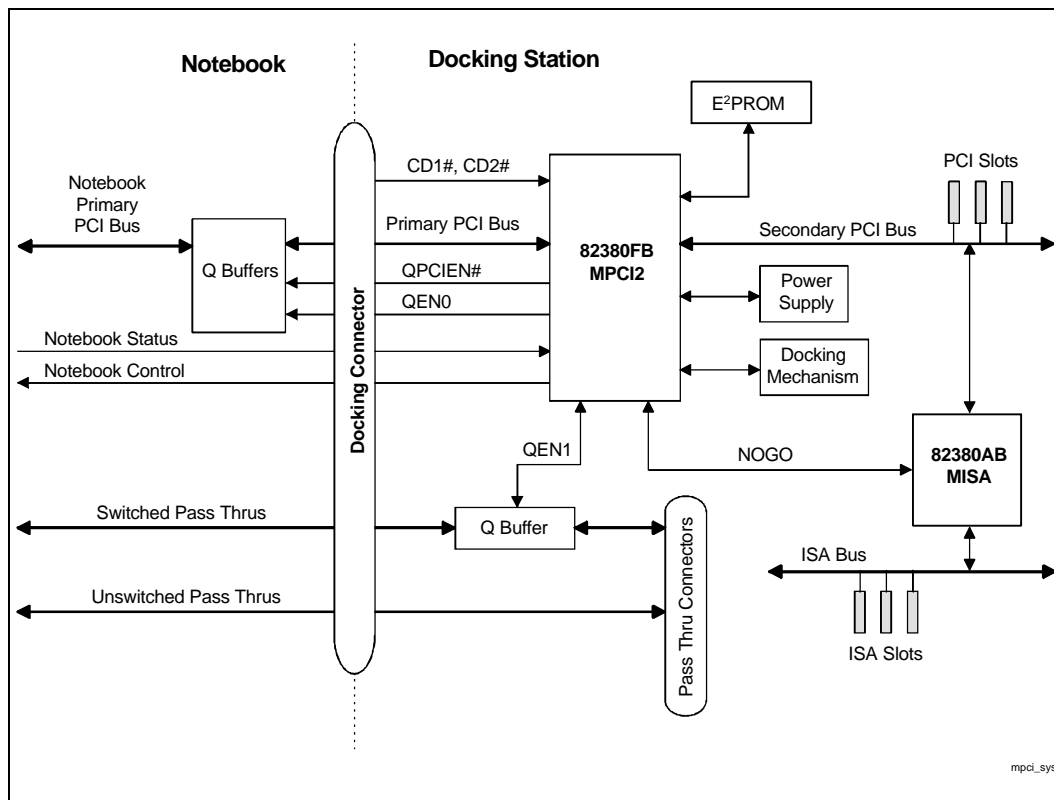 Notebook
Docking Station
E²PROM
CD1#, CD2#
PCI Slots
Notebook
Primary
PCI Bus
Primary PCI Bus
82380FB
MPCI2
Secondary PCI Bus
Q Buffers
QPCIEN#
QEN0
Power
Supply
Notebook Status
Notebook Control
Docking
Mechanism
Docking Connector
QEN1
NOGO
82380AB
MISA
Switched Pass Thrus
Q Buffer
ISA Bus
Unswitched Pass Thrus
Pass Thru Connectors
ISA Slots
mpci_sys